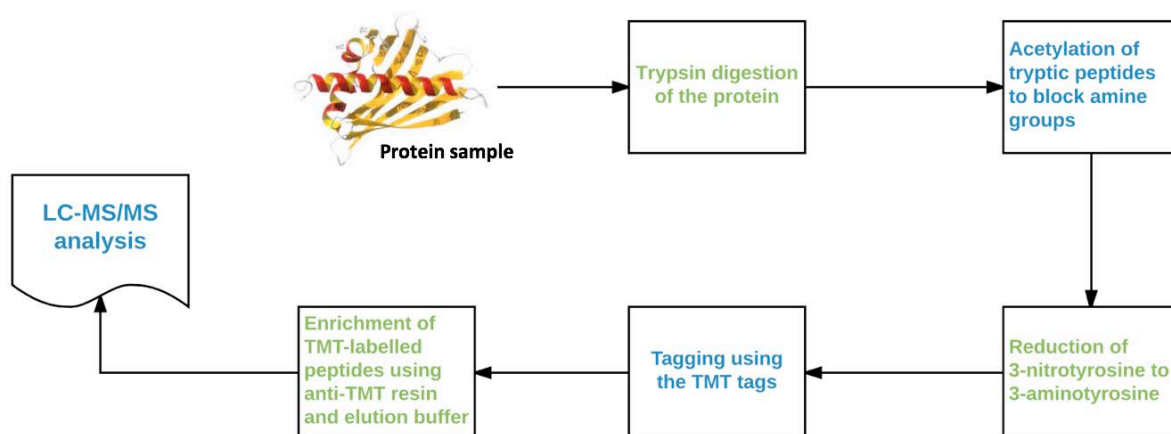 Protein sample
Trypsin digestion
of the protein
Acetylation of
tryptic peptides
to block amine
groups
Reduction of
3-nitrotyrosine to
3-aminotyrosine
Tagging using
the TMT tags
Enrichment of
TMT-labelled
peptides using
anti-TMT resin
and elution buffer
LC-MS/MS
analysis